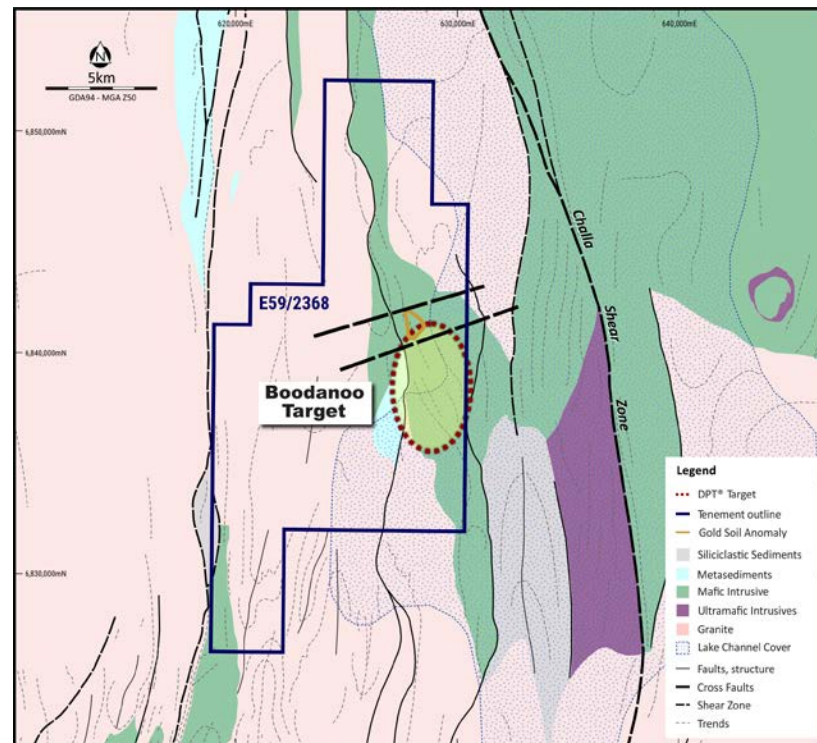 620,000mE
630,000mE
640,000mE
N
5km
GDA94 - MGA Z50
6,850,000mN
Challa
Shear
Zone
E59/2368
6,840,000mN
Boodanoo
Target
6,830,000mN
Legend
DPT® Target
Tenement outline
Gold Soil Anomaly
Siliciclastic Sediments
Metasediments
Mafic Intrusive
Ultramafic Intrusives
Granite
Lake Channel Cover
Faults, structure
Cross Faults
Shear Zone
Trends